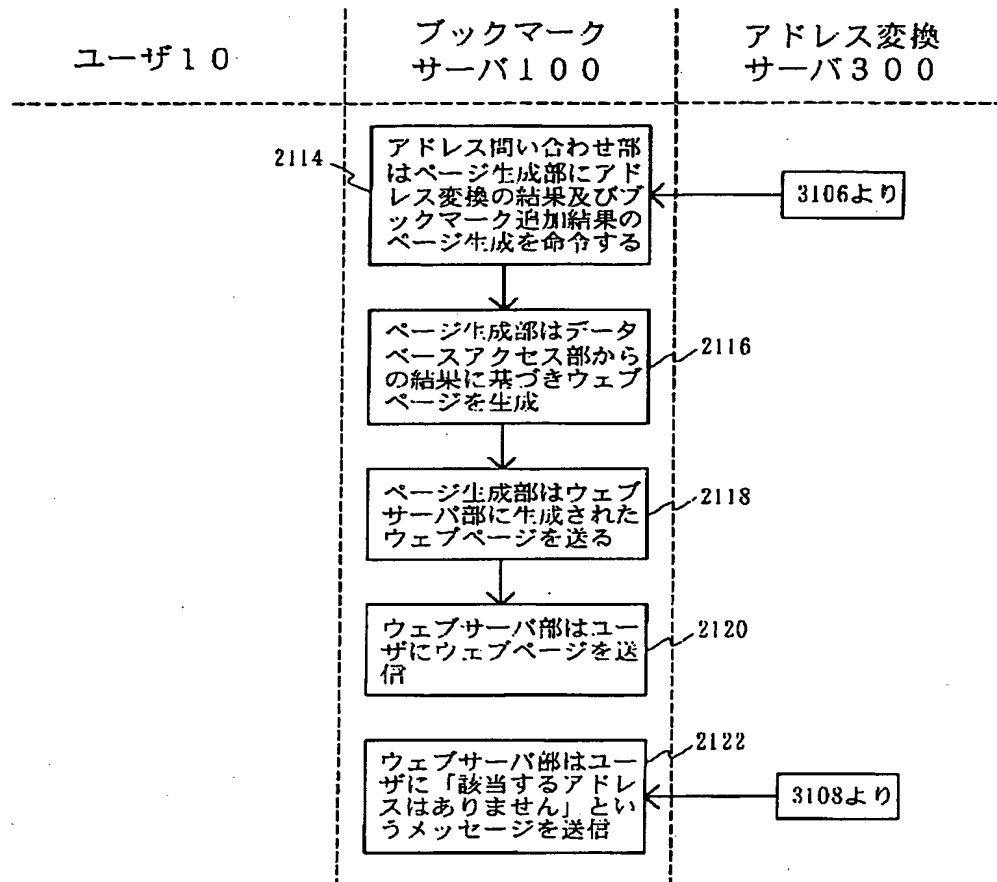 ユーザ10
ブックマーク
サーバ100
アドレス変換
サーバ300
2114
アドレス問い合わせ部
はページ生成部にアド
レス変換の結果及びブ
ックマーク追加結果の
ページ生成を命令する
3106より
ページ生成部はデータ
ベースアクセス部から
の結果に基づきウェブ
ページを生成
2116
ページ生成部はウェブ
サーバ部に生成された
ウェブページを送る
2118
ウェブサーバ部はユー
ザにウェブページを送
信
2120
2122
ウェブサーバ部はユー
ザに「該当するアドレ
スはありません」とい
うメッセージを送信
3108より